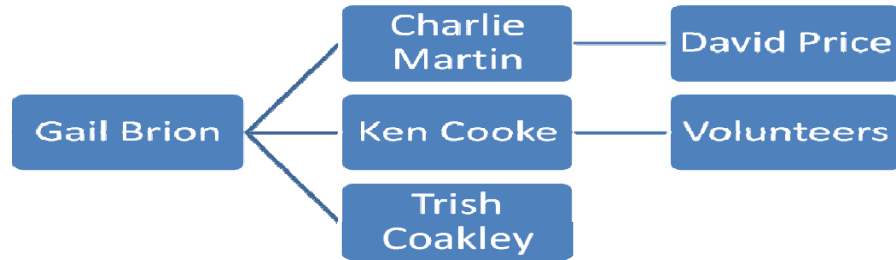 Charlie
Martin
David Price
Gail Brion
Ken Cooke
Volunteers
Trish
Coakley